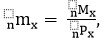 ₙmₓ = ₙMₓ / ₙPₓ,